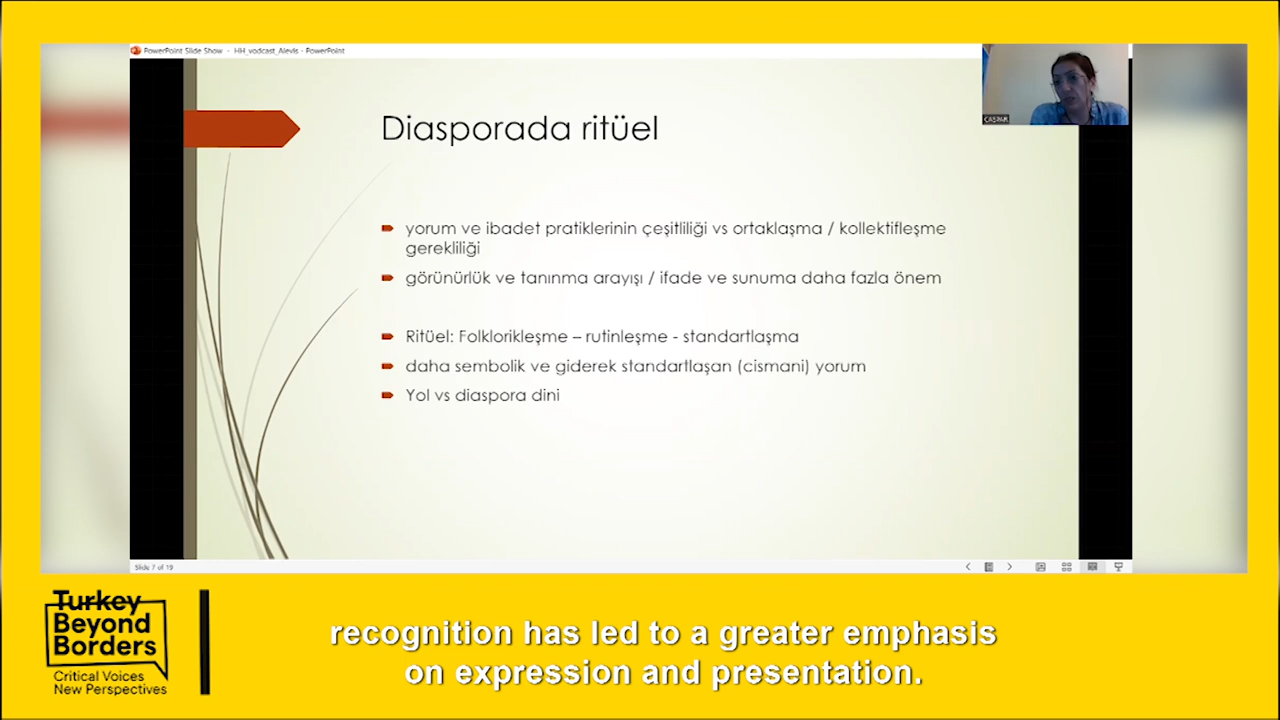 PowerPoint Slide Show - HH_vodcast_Alevis - PowerPoint
CASPAR
Diasporada ritüel
yorum ve ibadet pratiklerinin çeşitliliği vs ortaklaşma / kollektifleşme
gerekliliği
görünürlük ve tanınma arayışı / ifade ve sunuma daha fazla önem
Ritüel: Folklorikleşme – rutinleşme - standartlaşma
daha sembolik ve giderek standartlaşan (cismani) yorum
Yol vs diaspora dini
Slide 7 of 19
Turkey
Beyond
Borders
Critical Voices
New Perspectives
recognition has led to a greater emphasis
on expression and presentation.